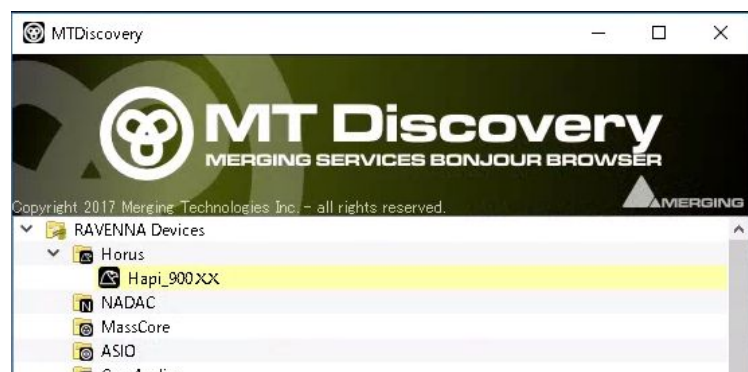 MTDiscovery
MT Discovery
MERGING SERVICES BONJOUR BROWSER
Copyright 2017 Merging Technologies Inc. - all rights reserved.
MERGING
RAVENNA Devices
Horus
Hapi_900XX
NADAC
MassCore
ASIO